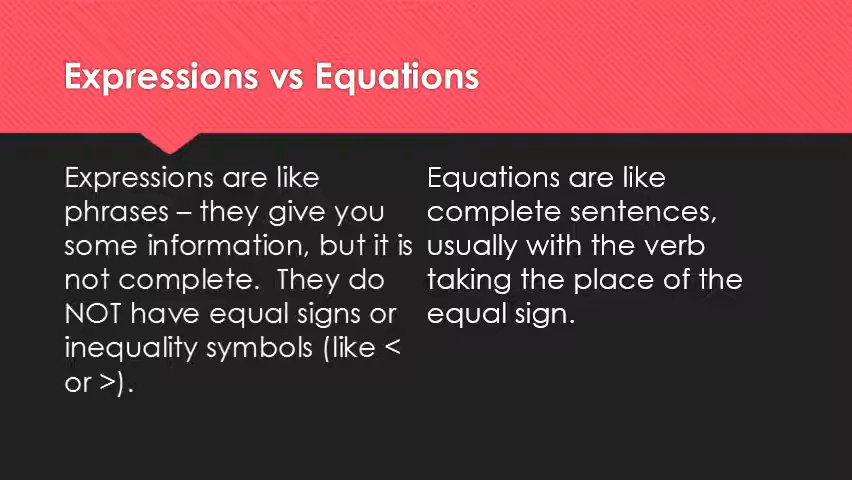 Expressions vs Equations
Expressions are like
phrases – they give you
some information, but it is
not complete.  They do
NOT have equal signs or
inequality symbols (like <
or >).
Equations are like
complete sentences,
usually with the verb
taking the place of the
equal sign.